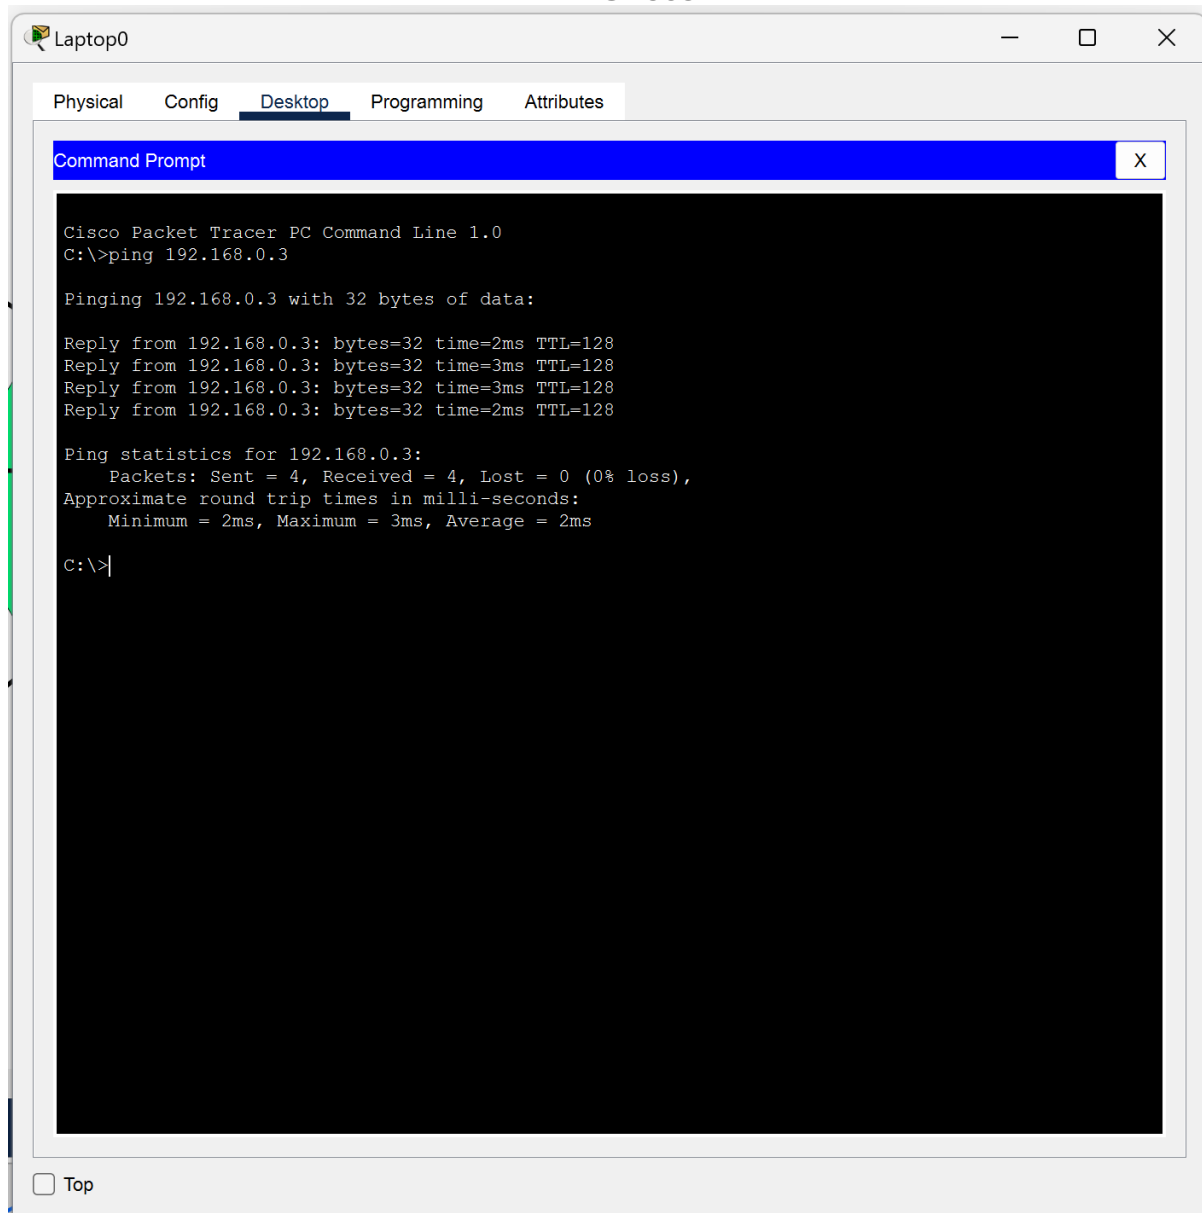 Laptop0
Physical Config Desktop Programming Attributes
Command Prompt X
Cisco Packet Tracer PC Command Line 1.0
C:\>ping 192.168.0.3
Pinging 192.168.0.3 with 32 bytes of data:
Reply from 192.168.0.3: bytes=32 time=2ms TTL=128
Reply from 192.168.0.3: bytes=32 time=3ms TTL=128
Reply from 192.168.0.3: bytes=32 time=3ms TTL=128
Reply from 192.168.0.3: bytes=32 time=2ms TTL=128
Ping statistics for 192.168.0.3:
Packets: Sent = 4, Received = 4, Lost = 0 (0% loss),
Approximate round trip times in milli-seconds:
Minimum = 2ms, Maximum = 3ms, Average = 2ms
C:\>
Top